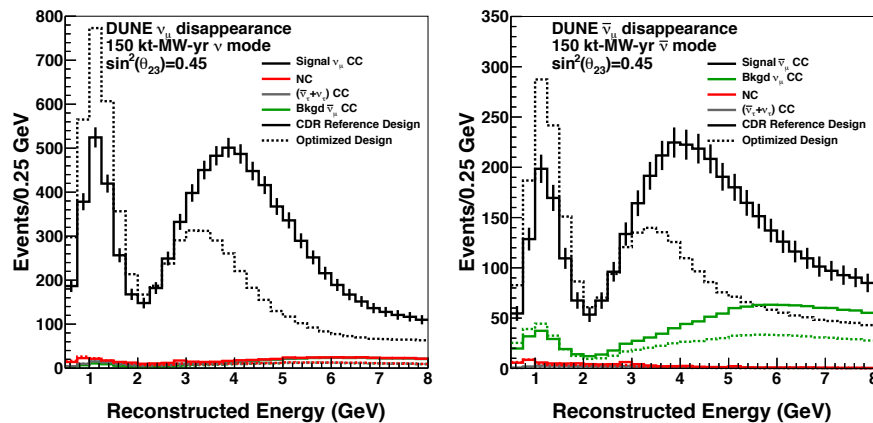 DUNE ν_μ disappearance
150 kt-MW-yr ν mode
sin²(θ₂₃)=0.45
Signal ν_μ CC
NC
(ν̄_τ+ν_τ) CC
Bkgd ν̄_μ CC
CDR Reference Design
Optimized Design
Events/0.25 GeV
800
700
600
500
400
300
200
100
0
1 2 3 4 5 6 7 8
Reconstructed Energy (GeV)
DUNE ν̄_μ disappearance
150 kt-MW-yr ν̄ mode
sin²(θ₂₃)=0.45
Signal ν̄_μ CC
Bkgd ν_μ CC
NC
(ν̄_τ+ν_τ) CC
CDR Reference Design
Optimized Design
Events/0.25 GeV
350
300
250
200
150
100
50
0
1 2 3 4 5 6 7 8
Reconstructed Energy (GeV)